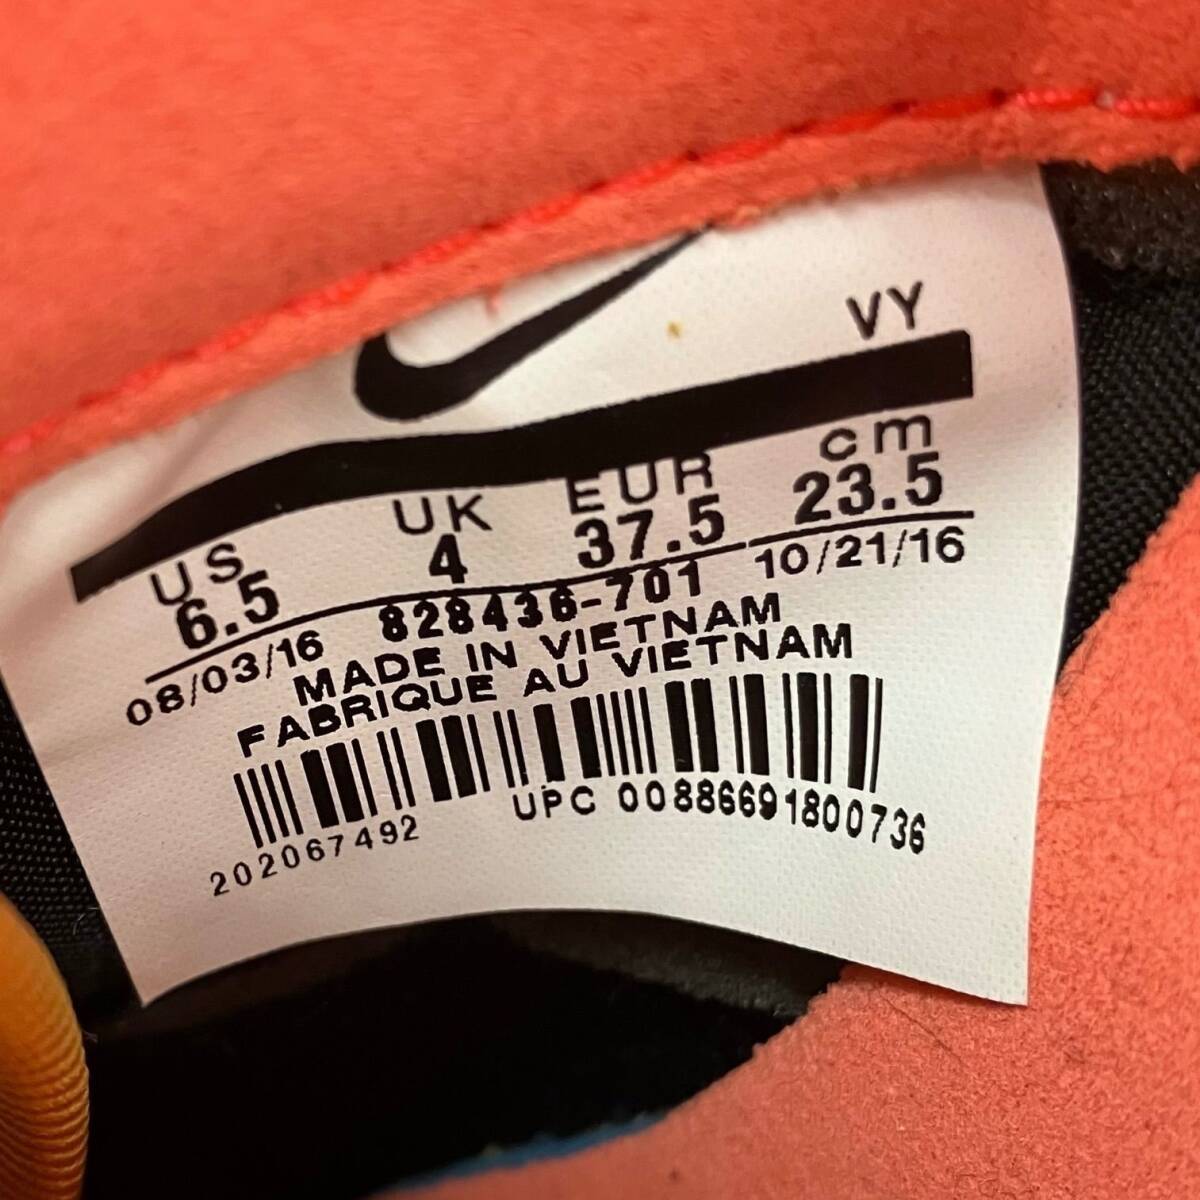 VY
US UK EUR cm
6.5 4 37.5 23.5
08/03/16 828436-701 10/21/16
MADE IN VIETNAM
FABRIQUE AU VIETNAM
202067492 UPC 00886691800736